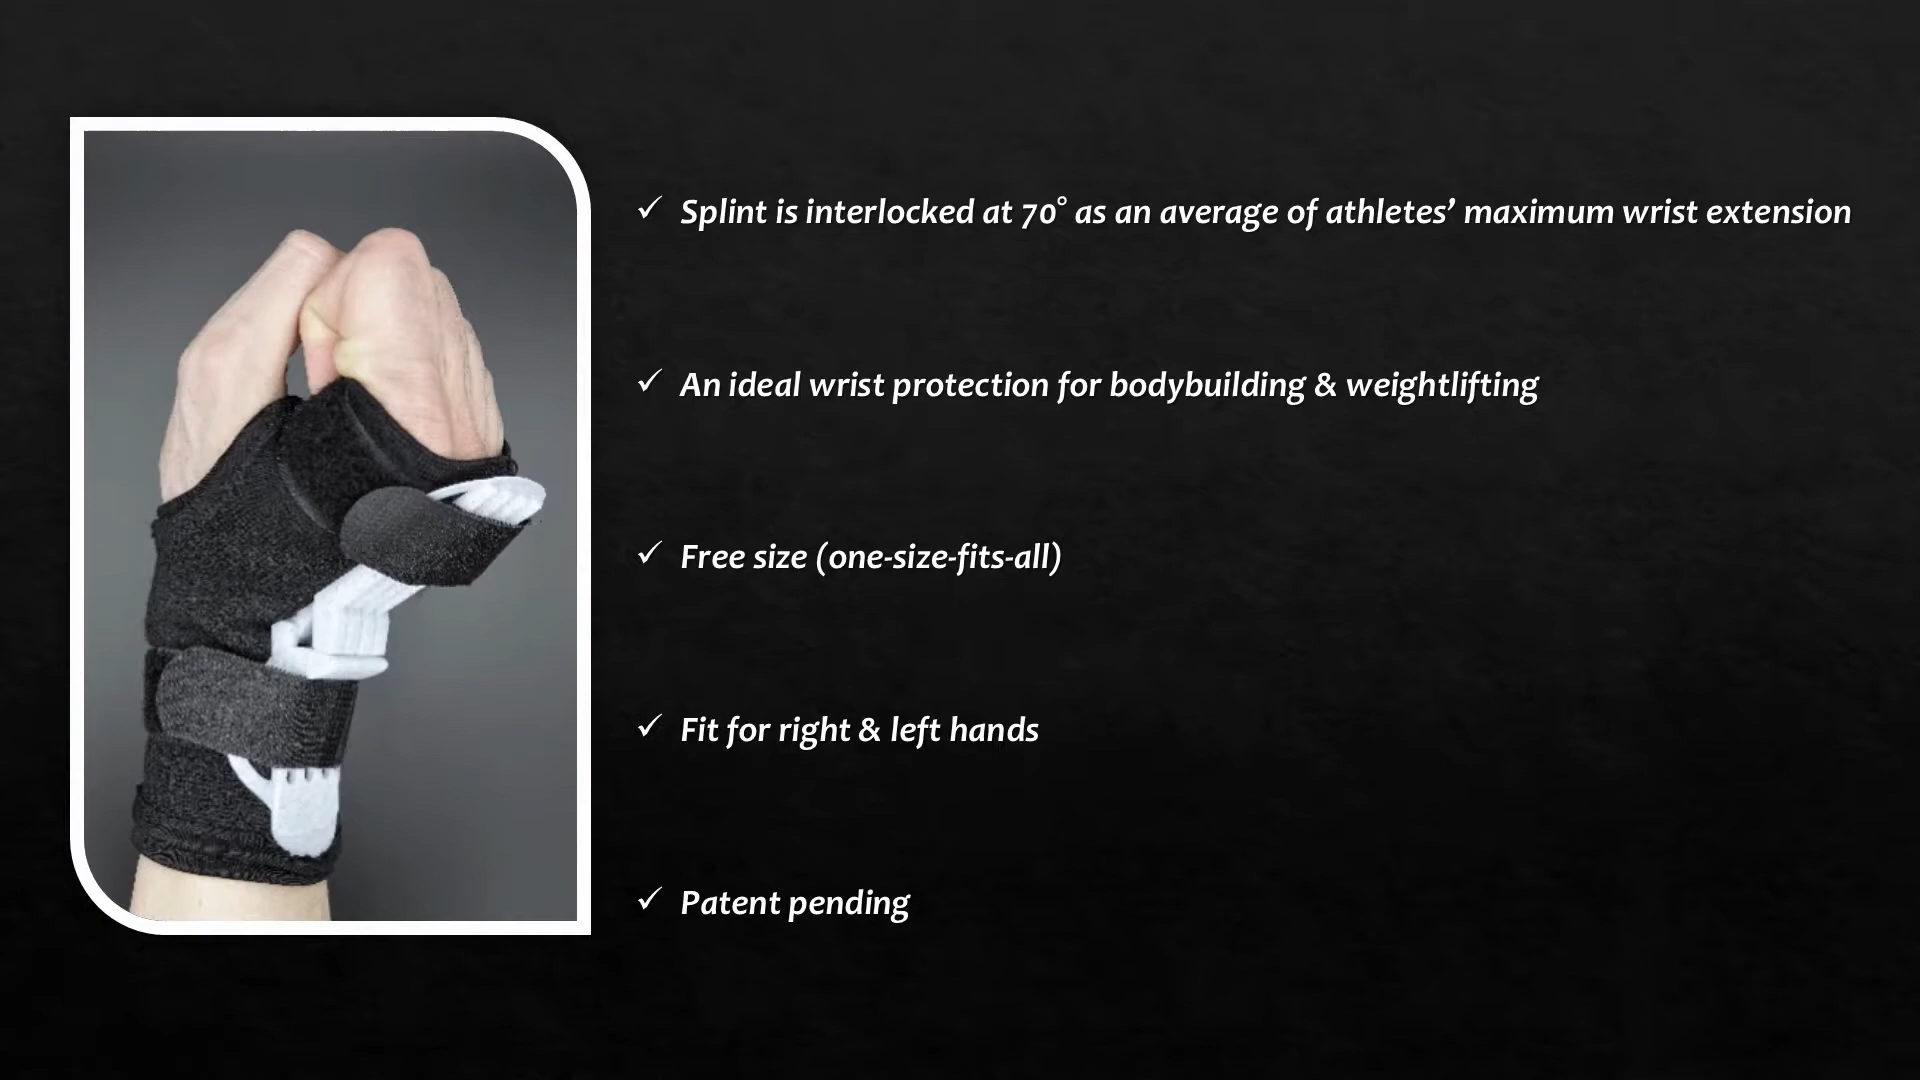 Splint is interlocked at 70° as an average of athletes’ maximum wrist extension
An ideal wrist protection for bodybuilding & weightlifting
Free size (one-size-fits-all)
Fit for right & left hands
Patent pending